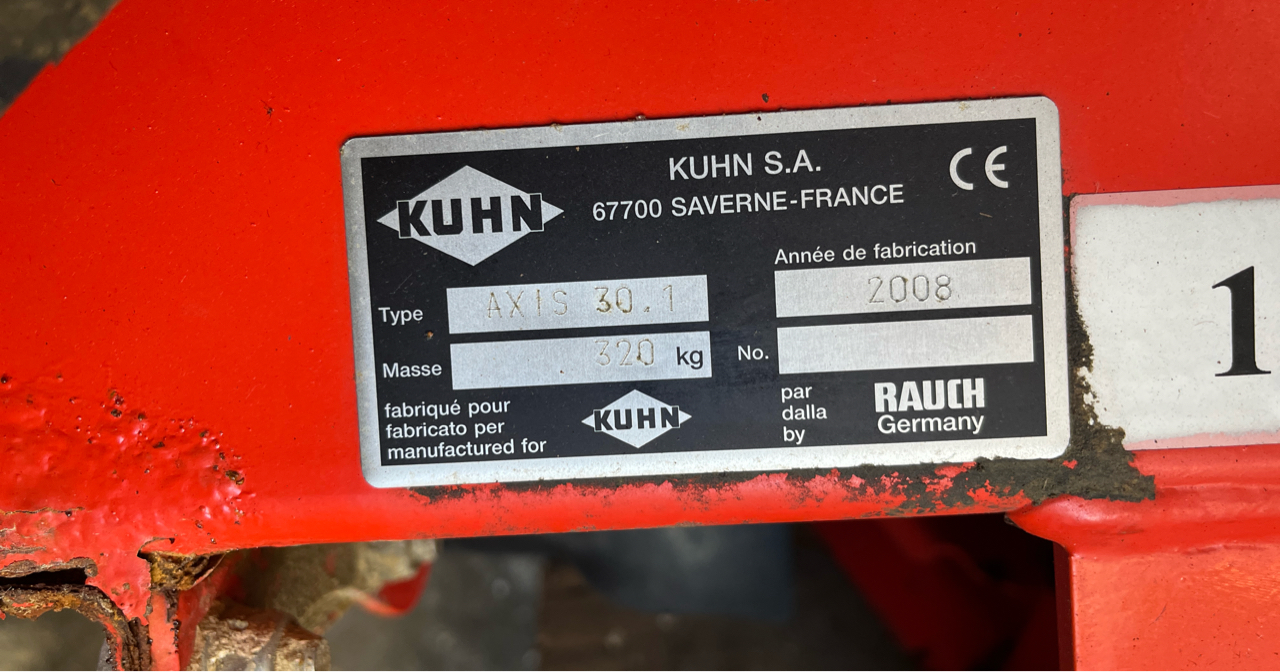 KUHN
KUHN S.A.
67700 SAVERNE-FRANCE
CE
Année de fabrication
2008
Type AXIS 30.1
Masse 320 kg
No.
fabriqué pour
fabricato per
manufactured for
KUHN
par
dalla
by
RAUCH
Germany
1